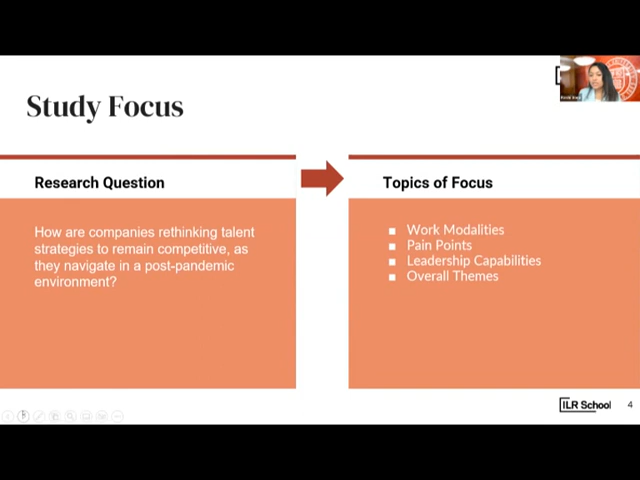 Study Focus
Research Question
How are companies rethinking talent
strategies to remain competitive, as
they navigate in a post-pandemic
environment?
Topics of Focus
■ Work Modalities
■ Pain Points
■ Leadership Capabilities
■ Overall Themes
ILR School
4